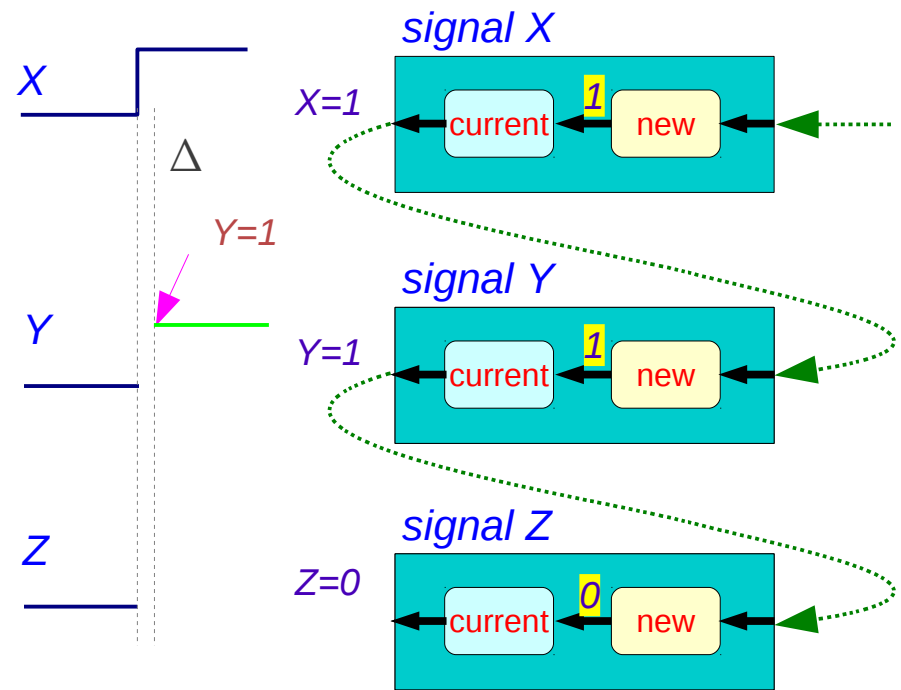 signal X
X
X=1
1
current
new
Δ
Y=1
signal Y
Y
Y=1
1
current
new
signal Z
Z
Z=0
0
current
new